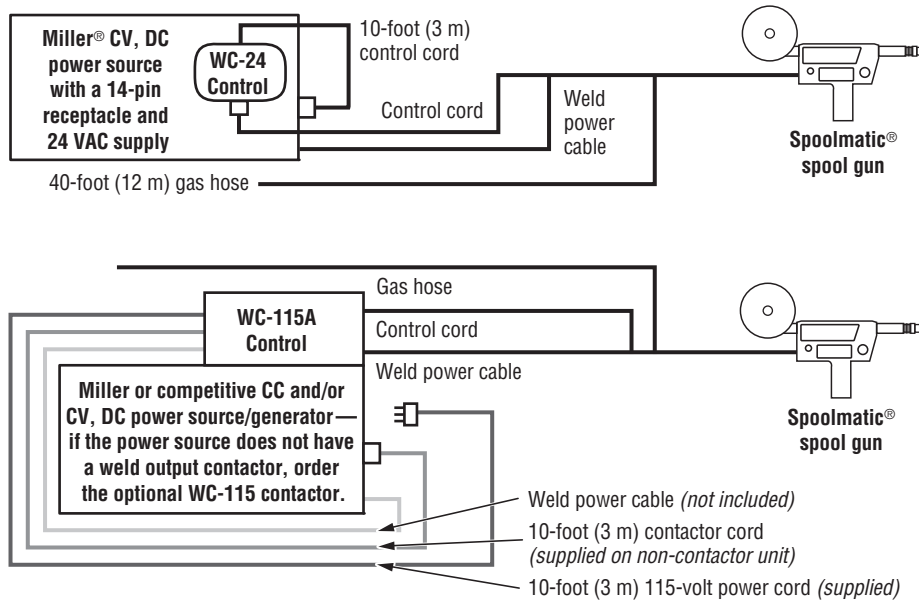 Miller® CV, DC
power source
with a 14-pin
receptacle and
24 VAC supply
WC-24
Control
10-foot (3 m)
control cord
Control cord
Weld
power
cable
Spoolmatic®
spool gun
40-foot (12 m) gas hose
Gas hose
WC-115A
Control
Control cord
Weld power cable
Miller or competitive CC and/or
CV, DC power source/generator—
if the power source does not have
a weld output contactor, order
the optional WC-115 contactor.
Spoolmatic®
spool gun
Weld power cable (not included)
10-foot (3 m) contactor cord
(supplied on non-contactor unit)
10-foot (3 m) 115-volt power cord (supplied)